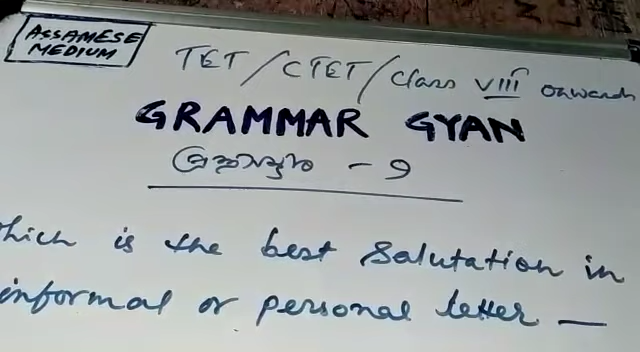 ASSAMESE
MEDIUM
TET / CTET / Class VIII onwards
GRAMMAR GYAN
- ১
hich is the best salutation in
informal or personal letter —